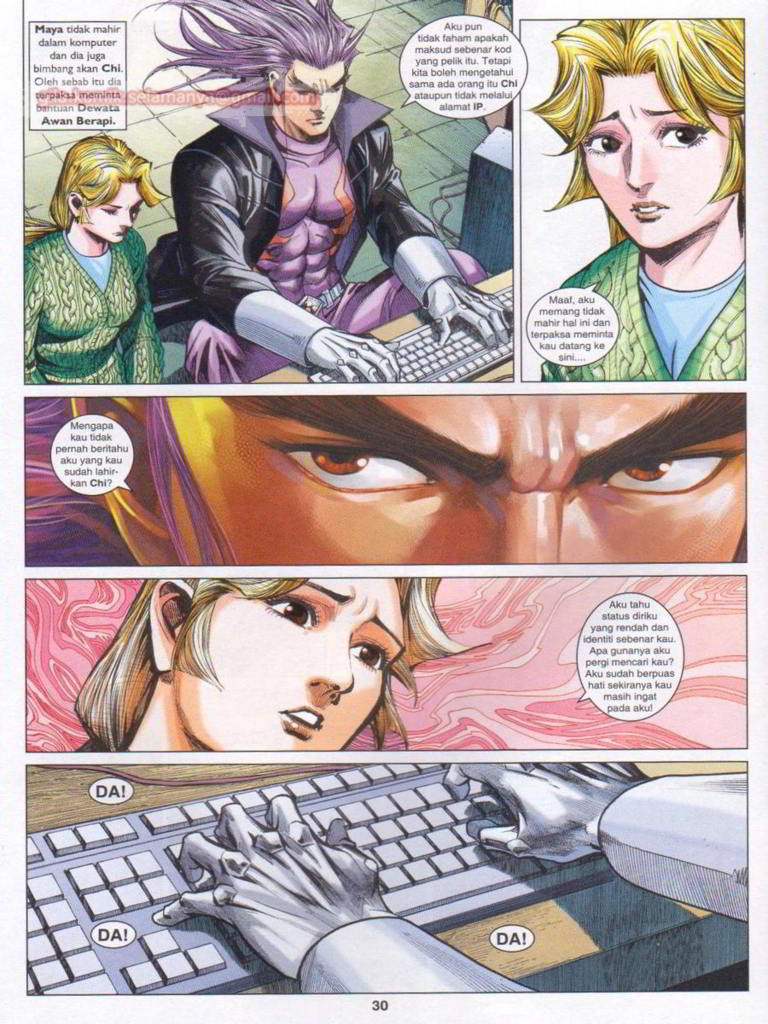 Maya tidak mahir
dalam komputer
dan dia juga
bimbang akan Chi.
Oleh sebab itu dia
terpaksa meminta
bantuan Dewata
Awan Berapi.
Aku pun
tidak faham apakah
maksud sebenar kod
yang pelik itu. Tetapi
kita boleh mengetahui
sama ada orang itu Chi
ataupun tidak melalui
alamat IP.
Maaf, aku
memang tidak
mahir hal ini dan
terpaksa meminta
kau datang ke
sini....
Mengapa
kau tidak
pernah beritahu
aku yang kau
sudah lahir-
kan Chi?
Aku tahu
status diriku
yang rendah dan
identiti sebenar kau.
Apa gunanya aku
pergi mencari kau?
Aku sudah berpuas
hati sekiranya kau
masih ingat
pada aku!
DA!
DA!
DA!
30